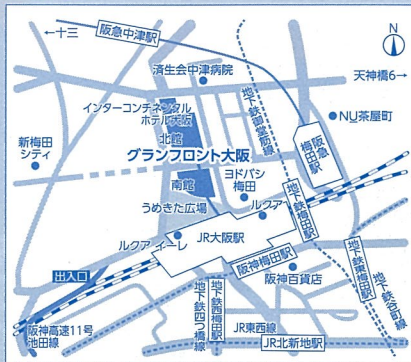 ←十三
阪急中津駅
N
済生会中津病院
天神橋6→
インターコンチネンタル
ホテル大阪
北館
地下鉄御堂筋線
NU茶屋町
阪急
梅田駅
新梅田
シティ
グランフロント大阪
ヨドバシ
梅田
南館
うめきた広場
ルクア
地下鉄梅田駅
ルクア イーレ
JR大阪駅
阪神梅田駅
出入口
阪神百貨店
地下鉄東梅田駅
地下鉄谷町線
阪神高速11号
池田線
地下鉄四つ橋線
地下鉄西梅田駅
JR東西線
JR北新地駅